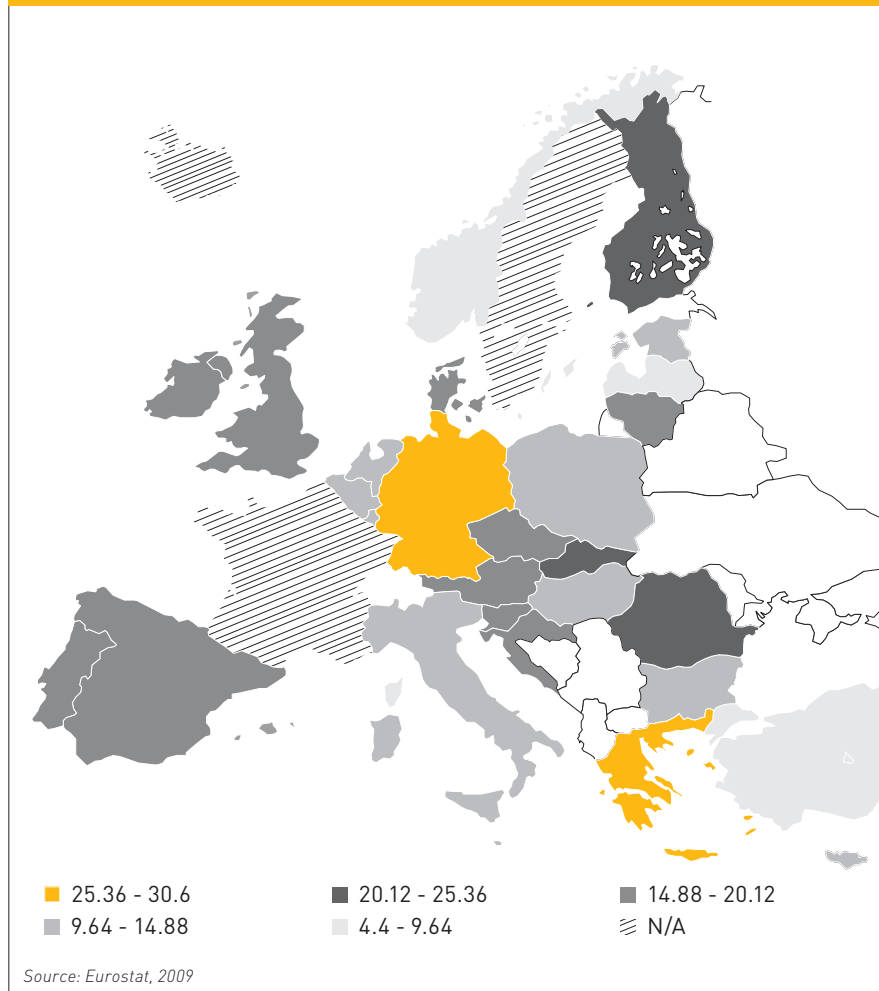 25.36 - 30.6
20.12 - 25.36
14.88 - 20.12
9.64 - 14.88
4.4 - 9.64
N/A
Source: Eurostat, 2009